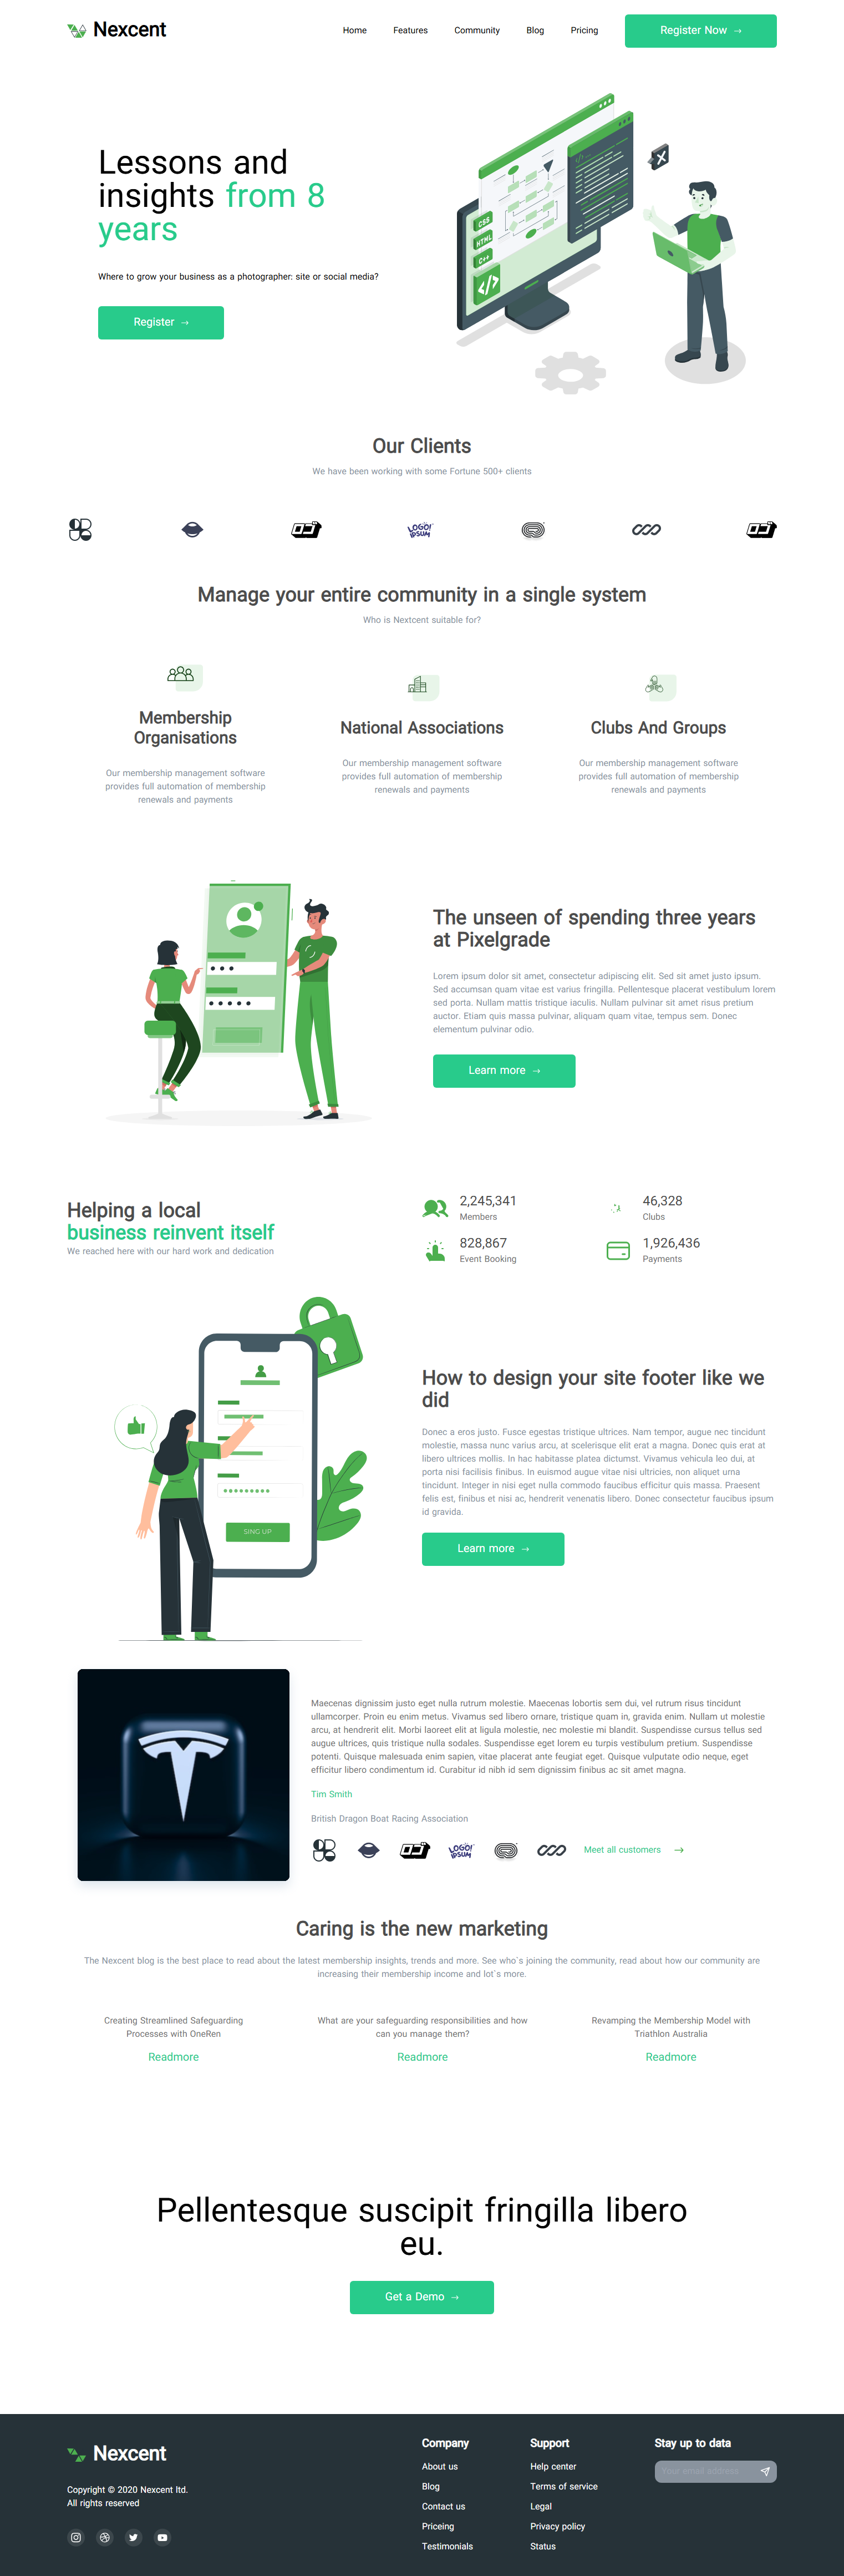 Nexcent
Home
Features
Community
Blog
Pricing
Register Now →
Lessons and
insights from 8
years
Where to grow your business as a photographer: site or social media?
Register →
CSS
HTML
C++
</>
Our Clients
We have been working with some Fortune 500+ clients
LOGO!
IPSUM
Manage your entire community in a single system
Who is Nextcent suitable for?
Membership
Organisations
Our membership management software
provides full automation of membership
renewals and payments
National Associations
Our membership management software
provides full automation of membership
renewals and payments
Clubs And Groups
Our membership management software
provides full automation of membership
renewals and payments
The unseen of spending three years
at Pixelgrade
Lorem ipsum dolor sit amet, consectetur adipiscing elit. Sed sit amet justo ipsum.
Sed accumsan quam vitae est varius fringilla. Pellentesque placerat vestibulum lorem
sed porta. Nullam mattis tristique iaculis. Nullam pulvinar sit amet risus pretium
auctor. Etiam quis massa pulvinar, aliquam quam vitae, tempus sem. Donec
elementum pulvinar odio.
Learn more →
Helping a local
business reinvent itself
We reached here with our hard work and dedication
2,245,341
Members
46,328
Clubs
828,867
Event Booking
1,926,436
Payments
SING UP
How to design your site footer like we
did
Donec a eros justo. Fusce egestas tristique ultrices. Nam tempor, augue nec tincidunt
molestie, massa nunc varius arcu, at scelerisque elit erat a magna. Donec quis erat at
libero ultrices mollis. In hac habitasse platea dictumst. Vivamus vehicula leo dui, at
porta nisi facilisis finibus. In euismod augue vitae nisi ultricies, non aliquet urna
tincidunt. Integer in nisi eget nulla commodo faucibus efficitur quis massa. Praesent
felis est, finibus et nisi ac, hendrerit venenatis libero. Donec consectetur faucibus ipsum
id gravida.
Learn more →
Maecenas dignissim justo eget nulla rutrum molestie. Maecenas lobortis sem dui, vel rutrum risus tincidunt
ullamcorper. Proin eu enim metus. Vivamus sed libero ornare, tristique quam in, gravida enim. Nullam ut molestie
arcu, at hendrerit elit. Morbi laoreet elit at ligula molestie, nec molestie mi blandit. Suspendisse cursus tellus sed
augue ultrices, quis tristique nulla sodales. Suspendisse eget lorem eu turpis vestibulum pretium. Suspendisse
potenti. Quisque malesuada enim sapien, vitae placerat ante feugiat eget. Quisque vulputate odio neque, eget
efficitur libero condimentum id. Curabitur id nibh id sem dignissim finibus ac sit amet magna.
Tim Smith
British Dragon Boat Racing Association
LOGO!
IPSUM
Meet all customers →
Caring is the new marketing
The Nexcent blog is the best place to read about the latest membership insights, trends and more. See who's joining the community, read about how our community are
increasing their membership income and lot's more.
Creating Streamlined Safeguarding
Processes with OneRen
Readmore
What are your safeguarding responsibilities and how
can you manage them?
Readmore
Revamping the Membership Model with
Triathlon Australia
Readmore
Pellentesque suscipit fringilla libero
eu.
Get a Demo →
Nexcent
Copyright © 2020 Nexcent ltd.
All rights reserved
Company
About us
Blog
Contact us
Priceing
Testimonials
Support
Help center
Terms of service
Legal
Privacy policy
Status
Stay up to data
Your email address